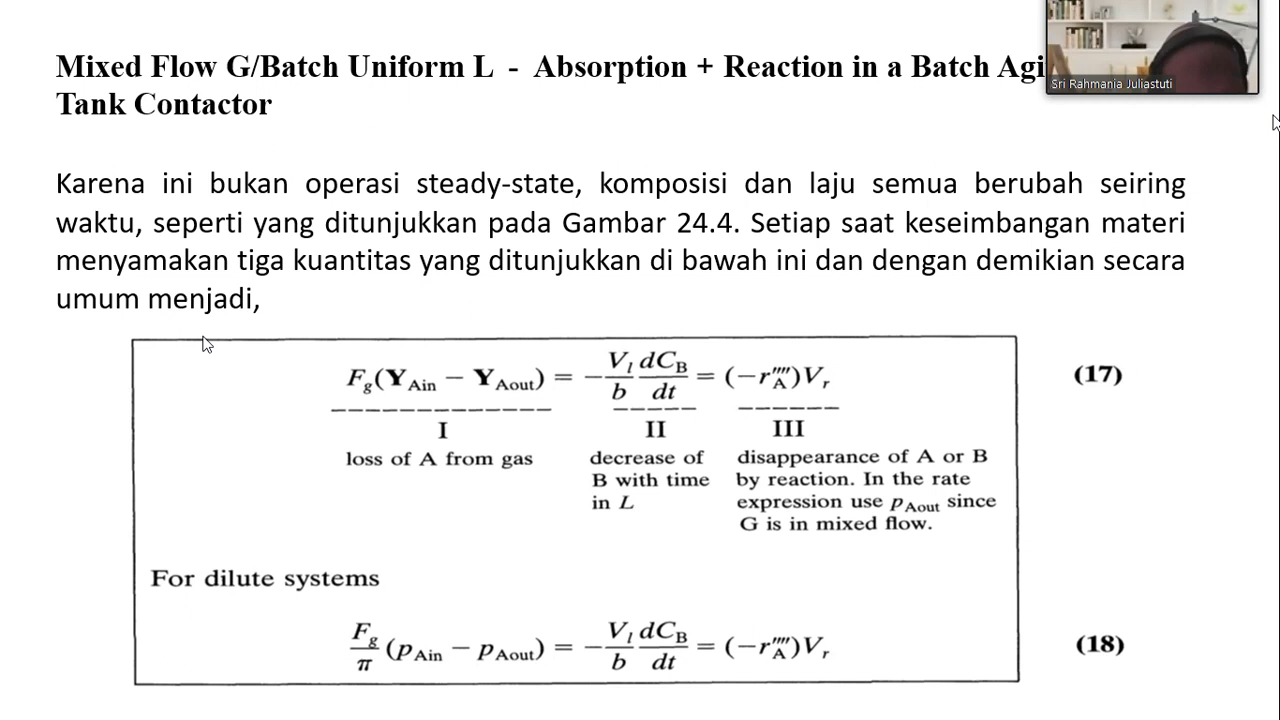 Mixed Flow G/Batch Uniform L - Absorption + Reaction in a Batch Agi
Tank Contactor
Sri Rahmania Juliastuti
Karena ini bukan operasi steady-state, komposisi dan laju semua berubah seiring
waktu, seperti yang ditunjukkan pada Gambar 24.4. Setiap saat keseimbangan materi
menyamakan tiga kuantitas yang ditunjukkan di bawah ini dan dengan demikian secara
umum menjadi,
F_g(Y_Ain − Y_Aout) = −(V_l/b)(dC_B/dt) = (−r_A'''')V_r (17)
I II III
loss of A from gas
decrease of
B with time
in L
disappearance of A or B
by reaction. In the rate
expression use p_Aout since
G is in mixed flow.
For dilute systems
(F_g/π)(p_Ain − p_Aout) = −(V_l/b)(dC_B/dt) = (−r_A'''')V_r (18)